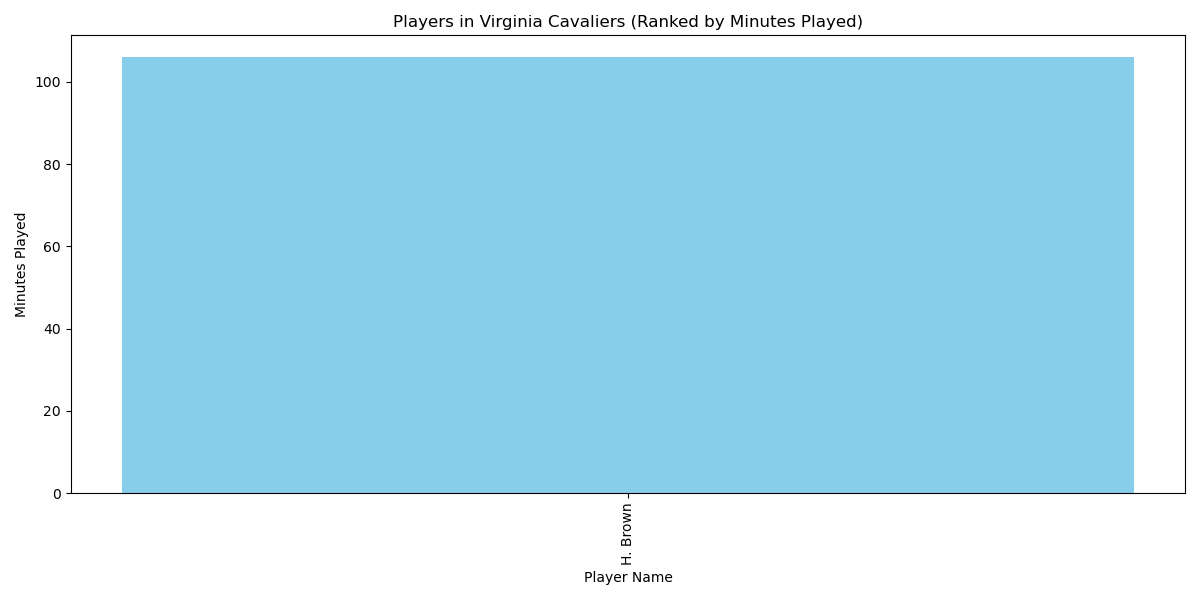 Players in Virginia Cavaliers (Ranked by Minutes Played)
100
80
60
40
20
0
Minutes Played
H. Brown
Player Name